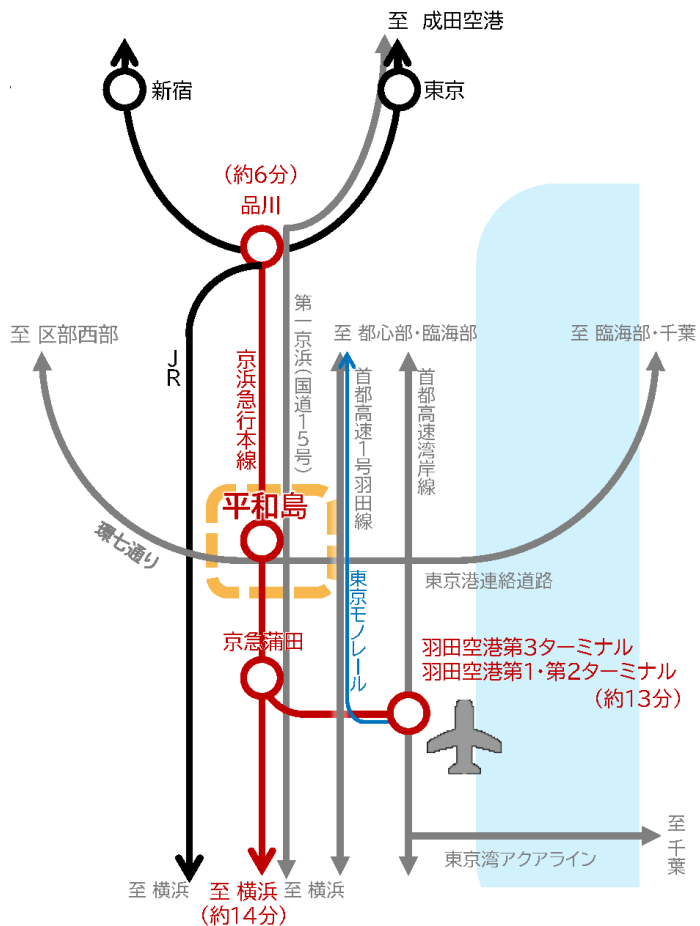 至 成田空港
新宿
東京
(約6分)
品川
第一京浜(国道15号)
至 区部西部
至 都心部・臨海部
至 臨海部・千葉
JR
京浜急行本線
首都高速1号羽田線
首都高速湾岸線
平和島
環七通り
東京港連絡道路
東京モノレール
京急蒲田
羽田空港第3ターミナル
羽田空港第1・第2ターミナル
(約13分)
至 千葉
東京湾アクアライン
至 横浜
至 横浜
(約14分)
至 横浜